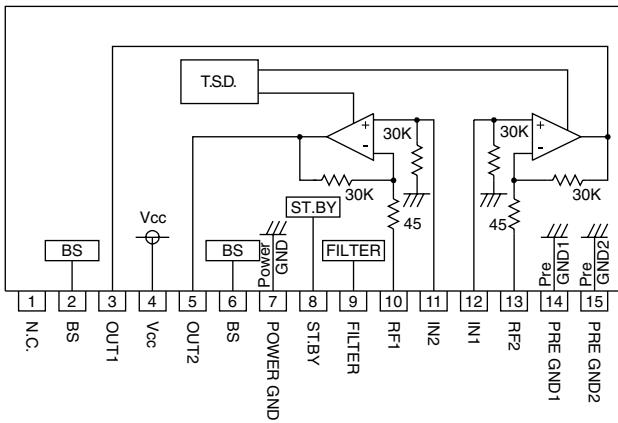 T.S.D.
30K
+
-
30K
45
30K
+
-
30K
45
Vcc
BS
BS
Power
GND
ST.BY
FILTER
Pre
GND1
Pre
GND2
1 2 3 4 5 6 7 8 9 10 11 12 13 14 15
N.C.
BS
OUT1
Vcc
OUT2
BS
POWER GND
ST.BY
FILTER
RF1
IN2
IN1
RF2
PRE GND1
PRE GND2